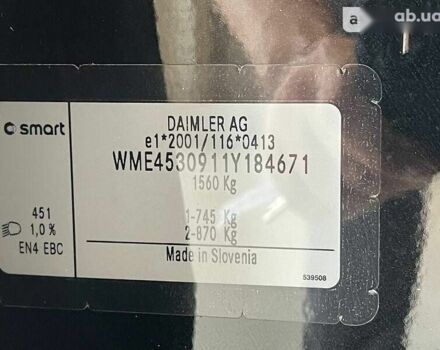 ab.ua
smart
DAIMLER AG
e1*2001/116*0413
WME4530911Y184671
1560 Kg
451
1-745 Kg
1,0 %
2-870 Kg
EN4 EBC
Made in Slovenia
539508